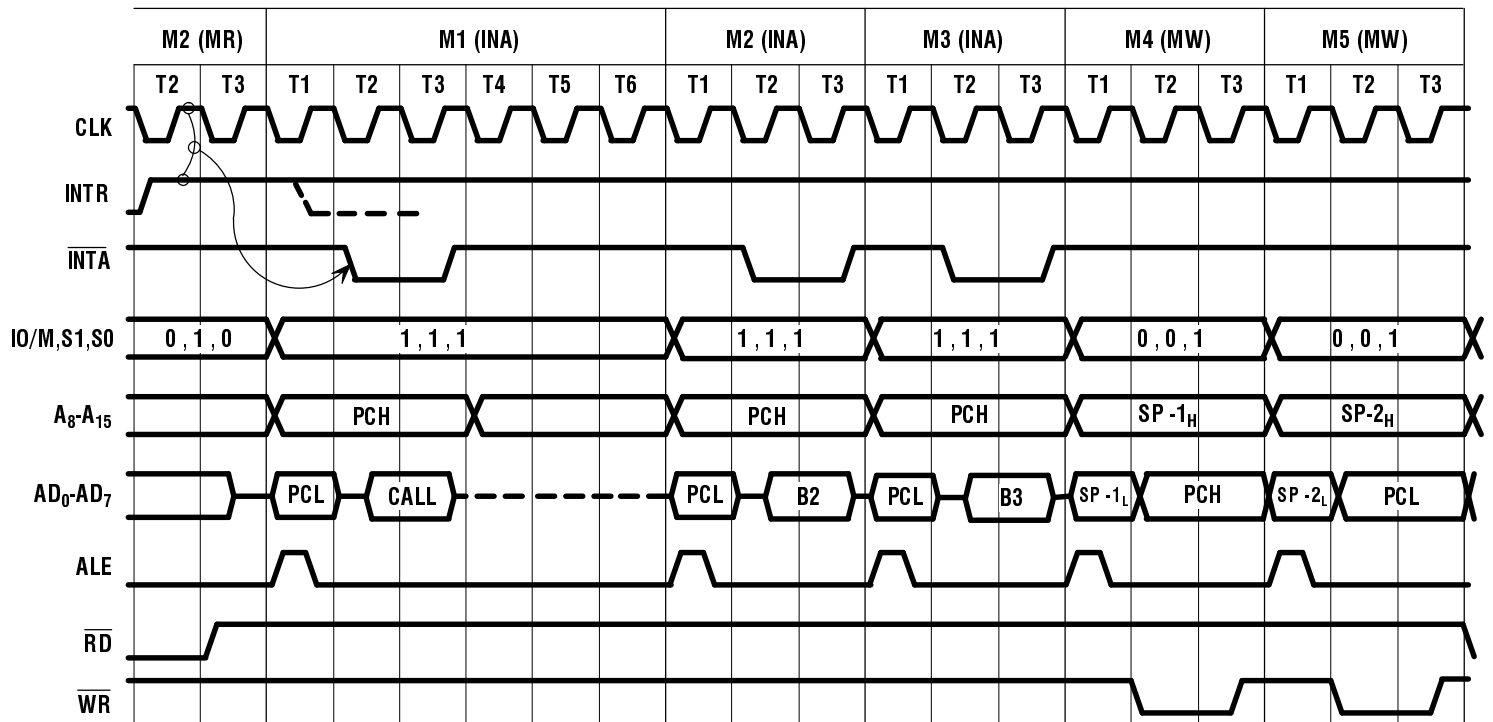 M2 (MR) M1 (INA) M2 (INA) M3 (INA) M4 (MW) M5 (MW)
T2 T3 T1 T2 T3 T4 T5 T6 T1 T2 T3 T1 T2 T3 T1 T2 T3 T1 T2 T3
CLK
INTR
INTA
IO/M,S1,S0 0,1,0 1,1,1 1,1,1 1,1,1 0,0,1 0,0,1
A8-A15 PCH PCH PCH SP -1H SP-2H
AD0-AD7 PCL CALL PCL B2 PCL B3 SP -1L PCH SP -2L PCL
ALE
RD
WR